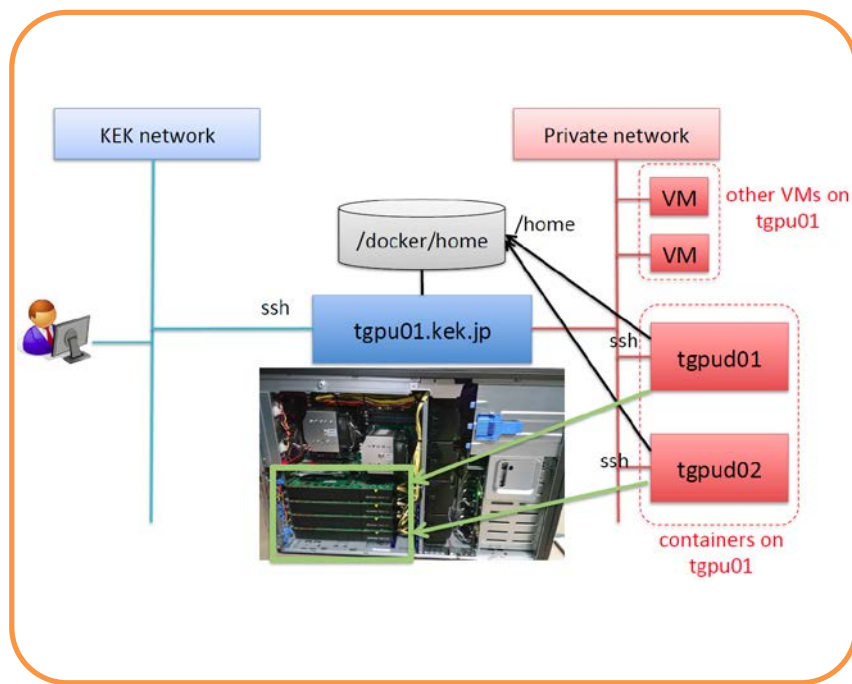 KEK network
Private network
VM
other VMs on
tgpu01
/home
/docker/home
VM
ssh
tgpu01.kek.jp
ssh
tgpud01
ssh
tgpud02
containers on
tgpu01